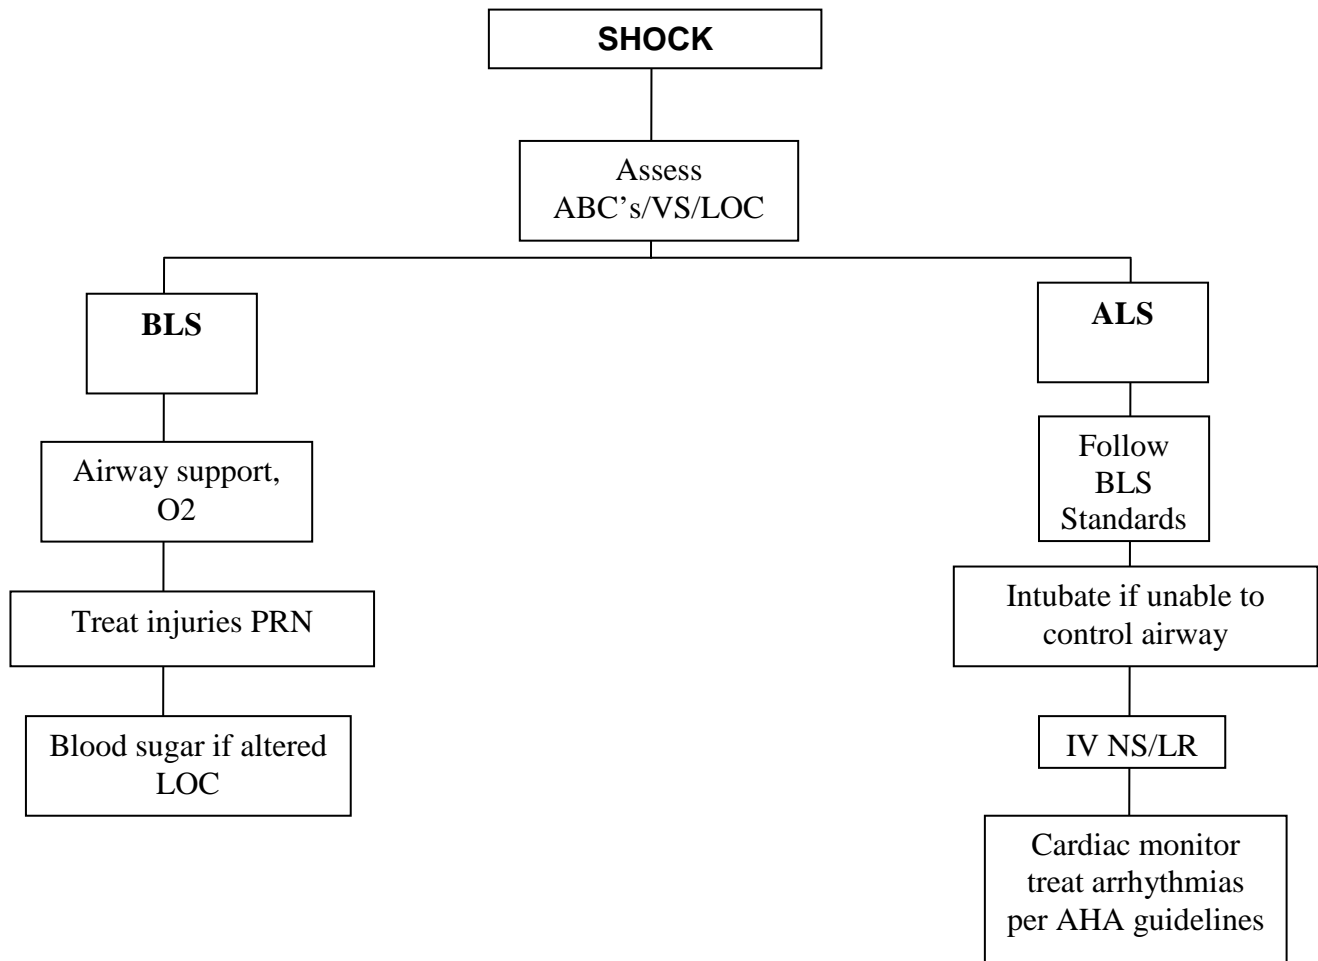 SHOCK
Assess
ABC’s/VS/LOC
BLS
Airway support,
O2
Treat injuries PRN
Blood sugar if altered
LOC
ALS
Follow
BLS
Standards
Intubate if unable to
control airway
IV NS/LR
Cardiac monitor
treat arrhythmias
per AHA guidelines